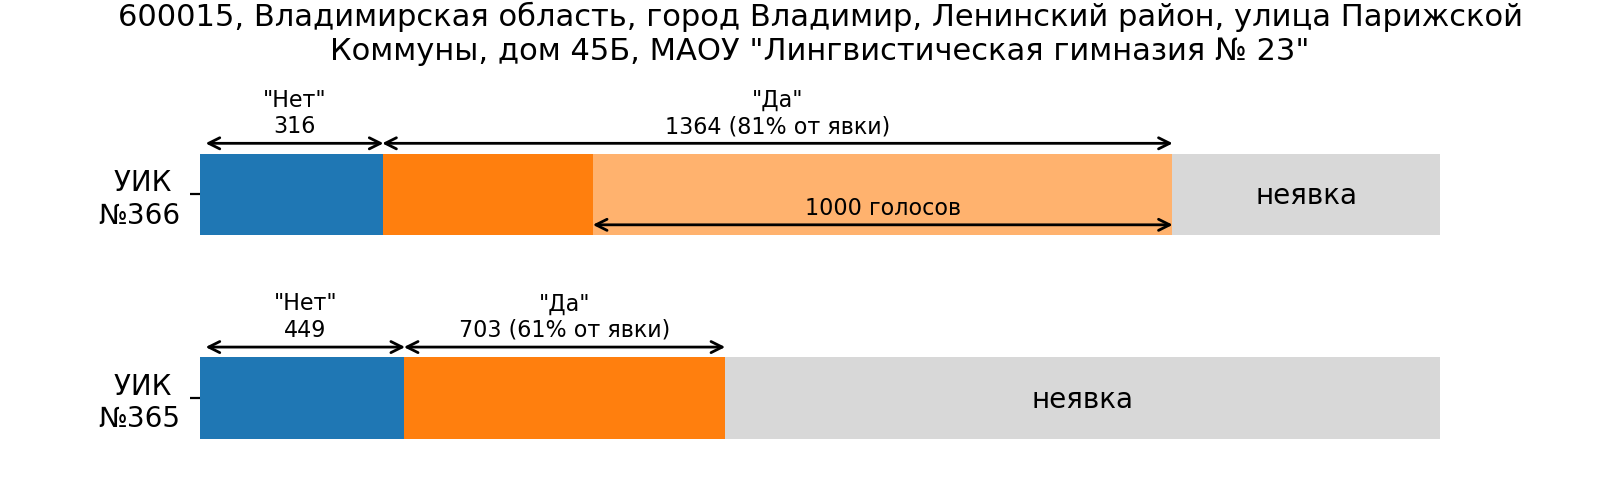 600015, Владимирская область, город Владимир, Ленинский район, улица Парижской
Коммуны, дом 45Б, МАОУ "Лингвистическая гимназия № 23"
"Нет"
316
"Да"
1364 (81% от явки)
УИК
№366
1000 голосов
неявка
"Нет"
449
"Да"
703 (61% от явки)
УИК
№365
неявка